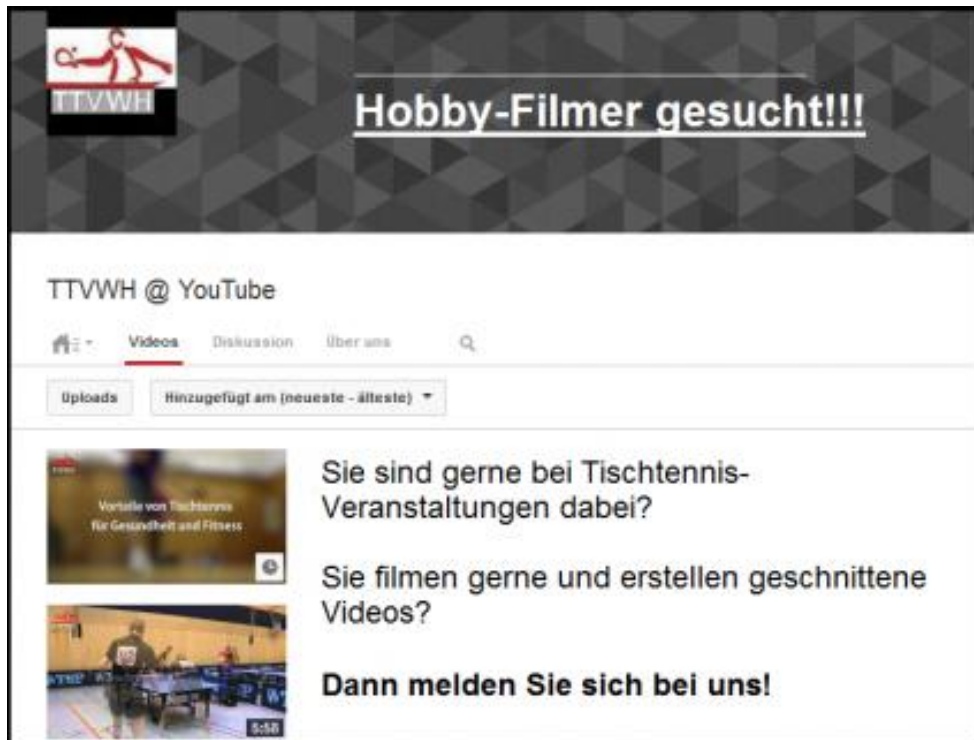 TTVWH
Hobby-Filmer gesucht!!!
TTVWH @ YouTube
Videos Diskussion Über uns
Uploads Hinzugefügt am (neueste - älteste)
Vorteile von Tischtennis
für Gesundheit und Fitness
Sie sind gerne bei Tischtennis-
Veranstaltungen dabei?
Sie filmen gerne und erstellen geschnittene
Videos?
Dann melden Sie sich bei uns!
5:58